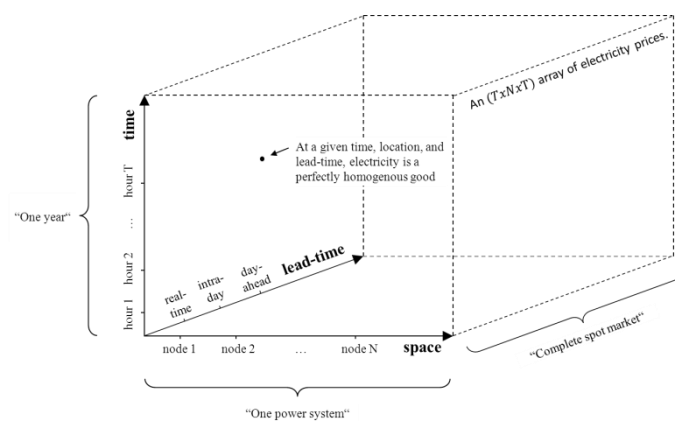 An (TxNxT) array of electricity prices.
time
At a given time, location, and
lead-time, electricity is a
perfectly homogenous good
hour T
“One year“
...
hour 2
hour 1
real-
time
intra-
day
day-
ahead
lead-time
node 1
node 2
...
node N
space
“Complete spot market“
“One power system“